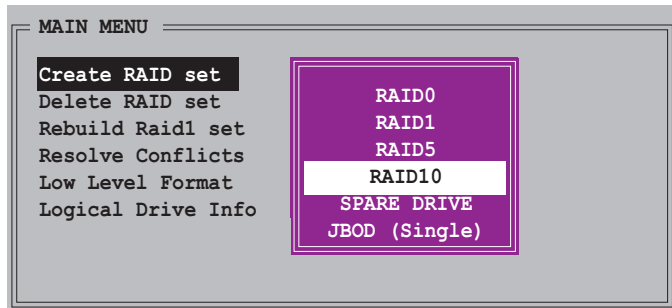 MAIN MENU
Create RAID set
Delete RAID set
Rebuild Raid1 set
Resolve Conflicts
Low Level Format
Logical Drive Info
RAID0
RAID1
RAID5
RAID10
SPARE DRIVE
JBOD (Single)